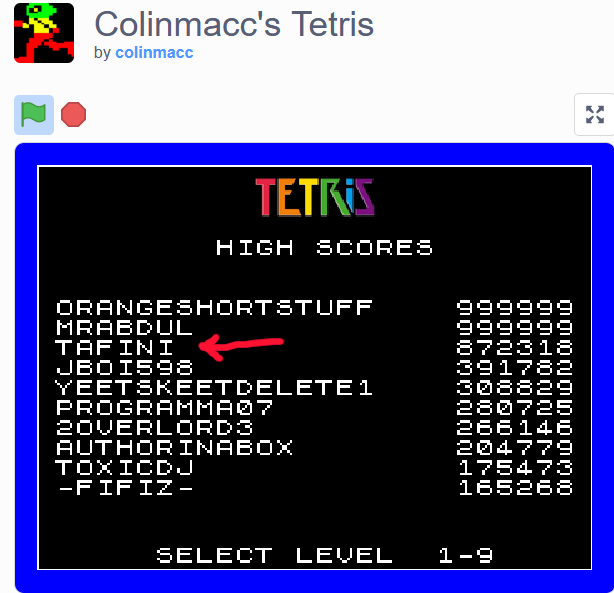 Colinmacc's Tetris
by colinmacc
TETRIS
HIGH SCORES
ORANGESHORTSTUFF 999999
MRABDUL 999999
TAFINI 872318
JBOI598 391782
YEETSKEETDELETE1 308829
PROGRAMMA07 280725
2OVERLORD3 266146
AUTHORINABOX 204779
TOXICDJ 175473
-FIFIZ- 165268
SELECT LEVEL 1-9